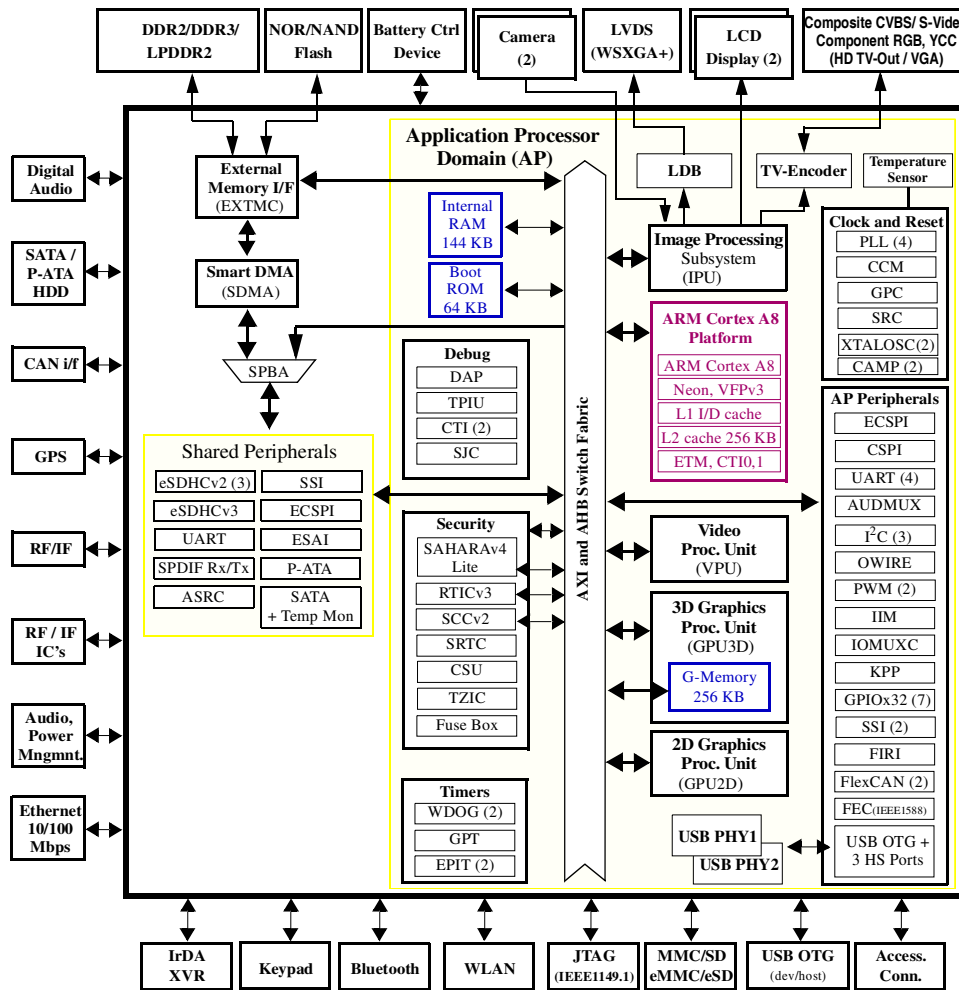 DDR2/DDR3/
LPDDR2
NOR/NAND
Flash
Battery Ctrl
Device
Camera
(2)
LVDS
(WSXGA+)
LCD
Display (2)
Composite CVBS/ S-Video
Component RGB, YCC
(HD TV-Out / VGA)
Digital
Audio
SATA /
P-ATA
HDD
CAN i/f
GPS
RF/IF
RF / IF
IC's
Audio,
Power
Mngmnt.
Ethernet
10/100
Mbps
External
Memory I/F
(EXTMC)
Smart DMA
(SDMA)
SPBA
Shared Peripherals
eSDHCv2 (3)
SSI
eSDHCv3
ECSPI
UART
ESAI
SPDIF Rx/Tx
P-ATA
ASRC
SATA
+ Temp Mon
Application Processor
Domain (AP)
Internal
RAM
144 KB
Boot
ROM
64 KB
Debug
DAP
TPIU
CTI (2)
SJC
Security
SAHARAv4
Lite
RTICv3
SCCv2
SRTC
CSU
TZIC
Fuse Box
Timers
WDOG (2)
GPT
EPIT (2)
AXI and AHB Switch Fabric
LDB
TV-Encoder
Image Processing
Subsystem
(IPU)
ARM Cortex A8
Platform
ARM Cortex A8
Neon, VFPv3
L1 I/D cache
L2 cache 256 KB
ETM, CTI0,1
Video
Proc. Unit
(VPU)
3D Graphics
Proc. Unit
(GPU3D)
G-Memory
256 KB
2D Graphics
Proc. Unit
(GPU2D)
USB PHY1
USB PHY2
Temperature
Sensor
Clock and Reset
PLL (4)
CCM
GPC
SRC
XTALOSC(2)
CAMP (2)
AP Peripherals
ECSPI
CSPI
UART (4)
AUDMUX
I²C (3)
OWIRE
PWM (2)
IIM
IOMUXC
KPP
GPIOx32 (7)
SSI (2)
FIRI
FlexCAN (2)
FEC(IEEE1588)
USB OTG +
3 HS Ports
IrDA
XVR
Keypad
Bluetooth
WLAN
JTAG
(IEEE1149.1)
MMC/SD
eMMC/eSD
USB OTG
(dev/host)
Access.
Conn.